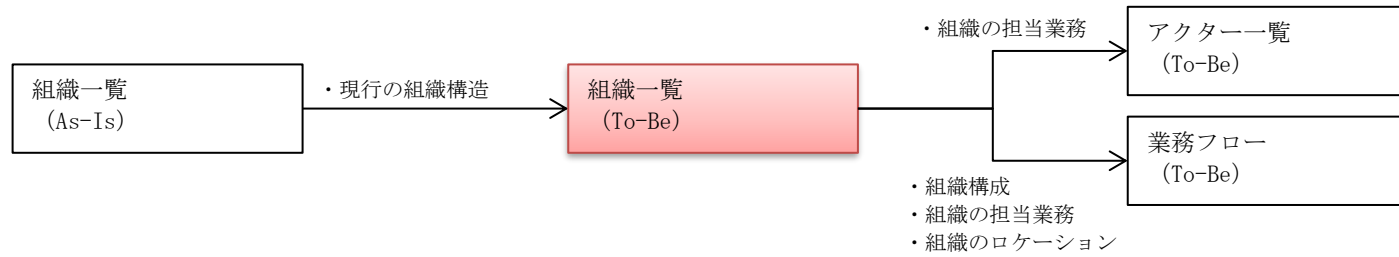 組織一覧
（As-Is）
・現行の組織構造
組織一覧
（To-Be）
・組織の担当業務
アクター一覧
（To-Be）
業務フロー
（To-Be）
・組織構成
・組織の担当業務
・組織のロケーション